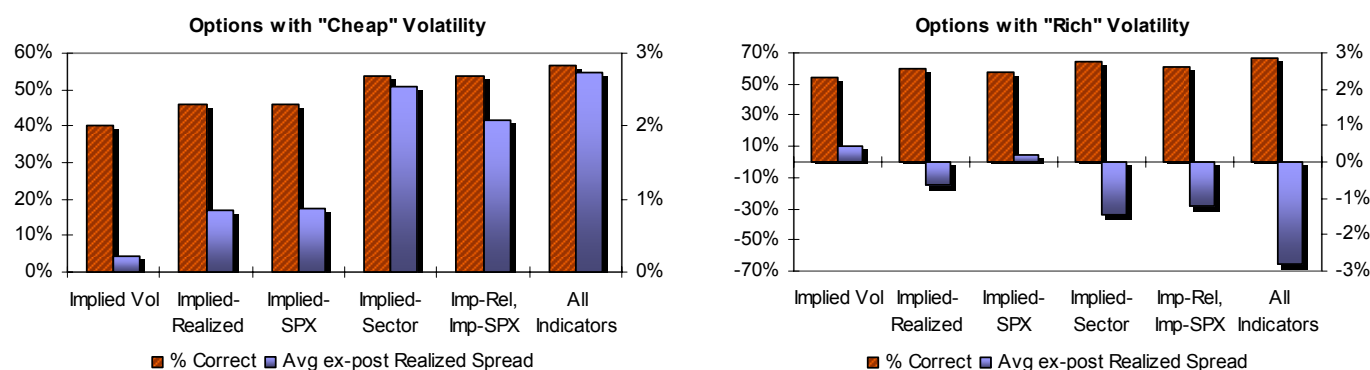 Options with "Cheap" Volatility
60%
50%
40%
30%
20%
10%
0%
3%
2%
1%
0%
Implied Vol
Implied-
Realized
Implied-
SPX
Implied-
Sector
Imp-Rel,
Imp-SPX
All
Indicators
% Correct
Avg ex-post Realized Spread
Options with "Rich" Volatility
70%
50%
30%
10%
-10%
-30%
-50%
-70%
3%
2%
1%
0%
-1%
-2%
-3%
Implied Vol
Implied-
Realized
Implied-
SPX
Implied-
Sector
Imp-Rel,
Imp-SPX
All
Indicators
% Correct
Avg ex-post Realized Spread